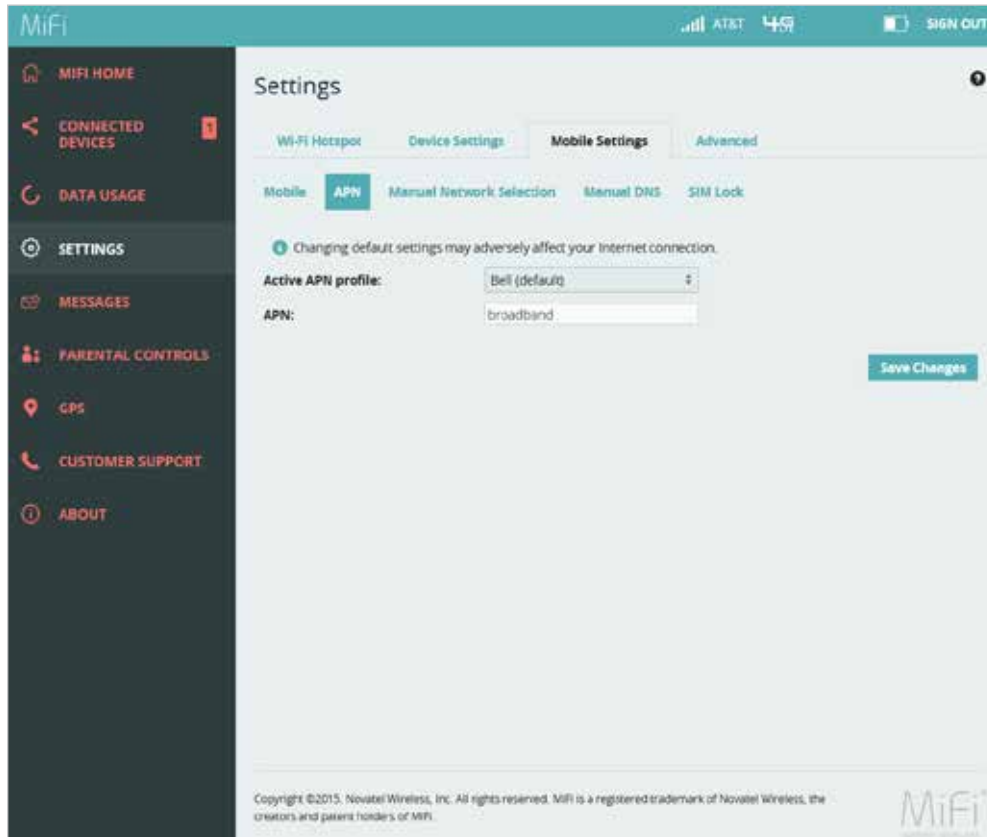 MiFi
AT&T 4G LTE SIGN OUT
MIFI HOME
CONNECTED
DEVICES
1
DATA USAGE
SETTINGS
MESSAGES
PARENTAL CONTROLS
GPS
CUSTOMER SUPPORT
ABOUT
Settings
?
Wi-Fi Hotspot Device Settings Mobile Settings Advanced
Mobile APN Manual Network Selection Manual DNS SIM Lock
i Changing default settings may adversely affect your Internet connection.
Active APN profile: Bell (default)
APN: broadband
Save Changes
Copyright ©2015. Novatel Wireless, Inc. All rights reserved. MiFi is a registered trademark of Novatel Wireless, the
creators and patent holders of MiFi.
MiFi